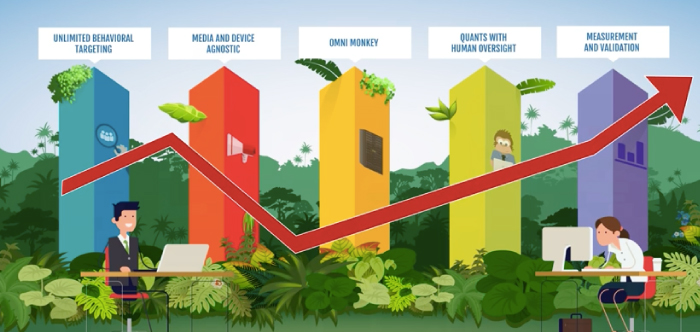 UNLIMITED BEHAVIORAL
TARGETING
MEDIA AND DEVICE
AGNOSTIC
OMNI MONKEY
QUANTS WITH
HUMAN OVERSIGHT
MEASUREMENT
AND VALIDATION